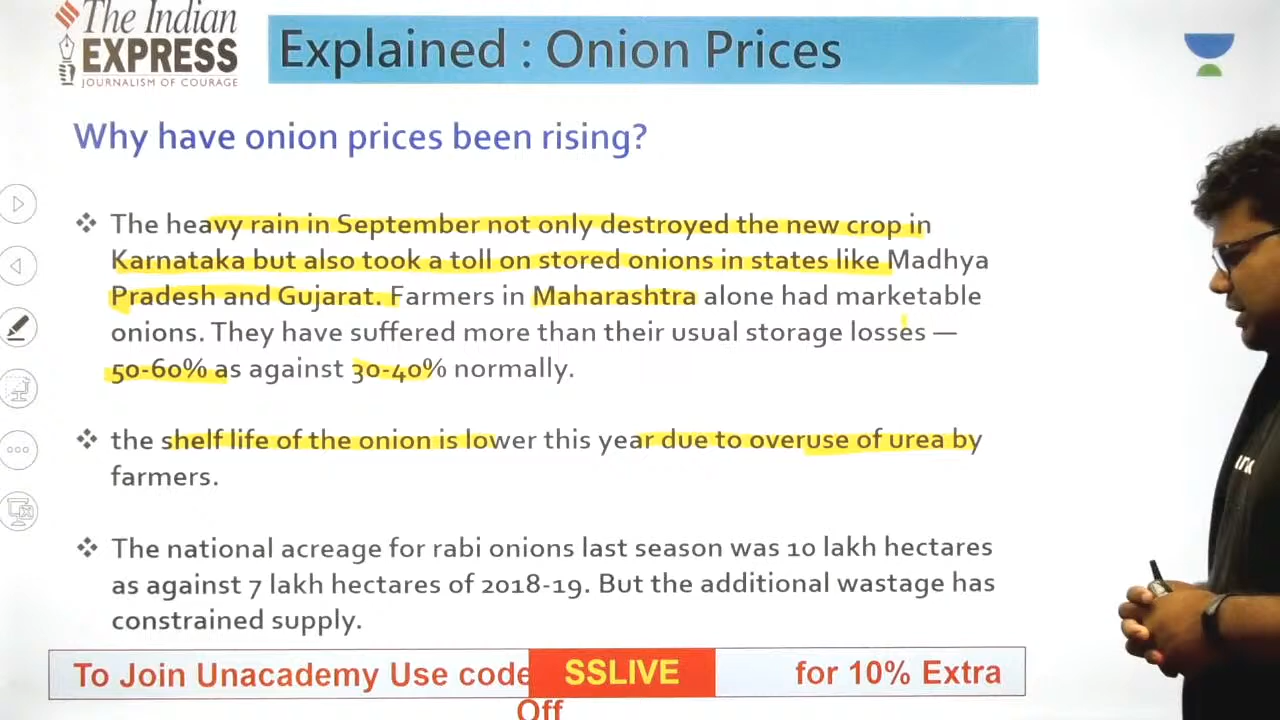 The Indian
EXPRESS
JOURNALISM OF COURAGE
Explained : Onion Prices
Why have onion prices been rising?
The heavy rain in September not only destroyed the new crop in
Karnataka but also took a toll on stored onions in states like Madhya
Pradesh and Gujarat. Farmers in Maharashtra alone had marketable
onions. They have suffered more than their usual storage losses —
50-60% as against 30-40% normally.
the shelf life of the onion is lower this year due to overuse of urea by
farmers.
The national acreage for rabi onions last season was 10 lakh hectares
as against 7 lakh hectares of 2018-19. But the additional wastage has
constrained supply.
To Join Unacademy Use code SSLIVE for 10% Extra
Off